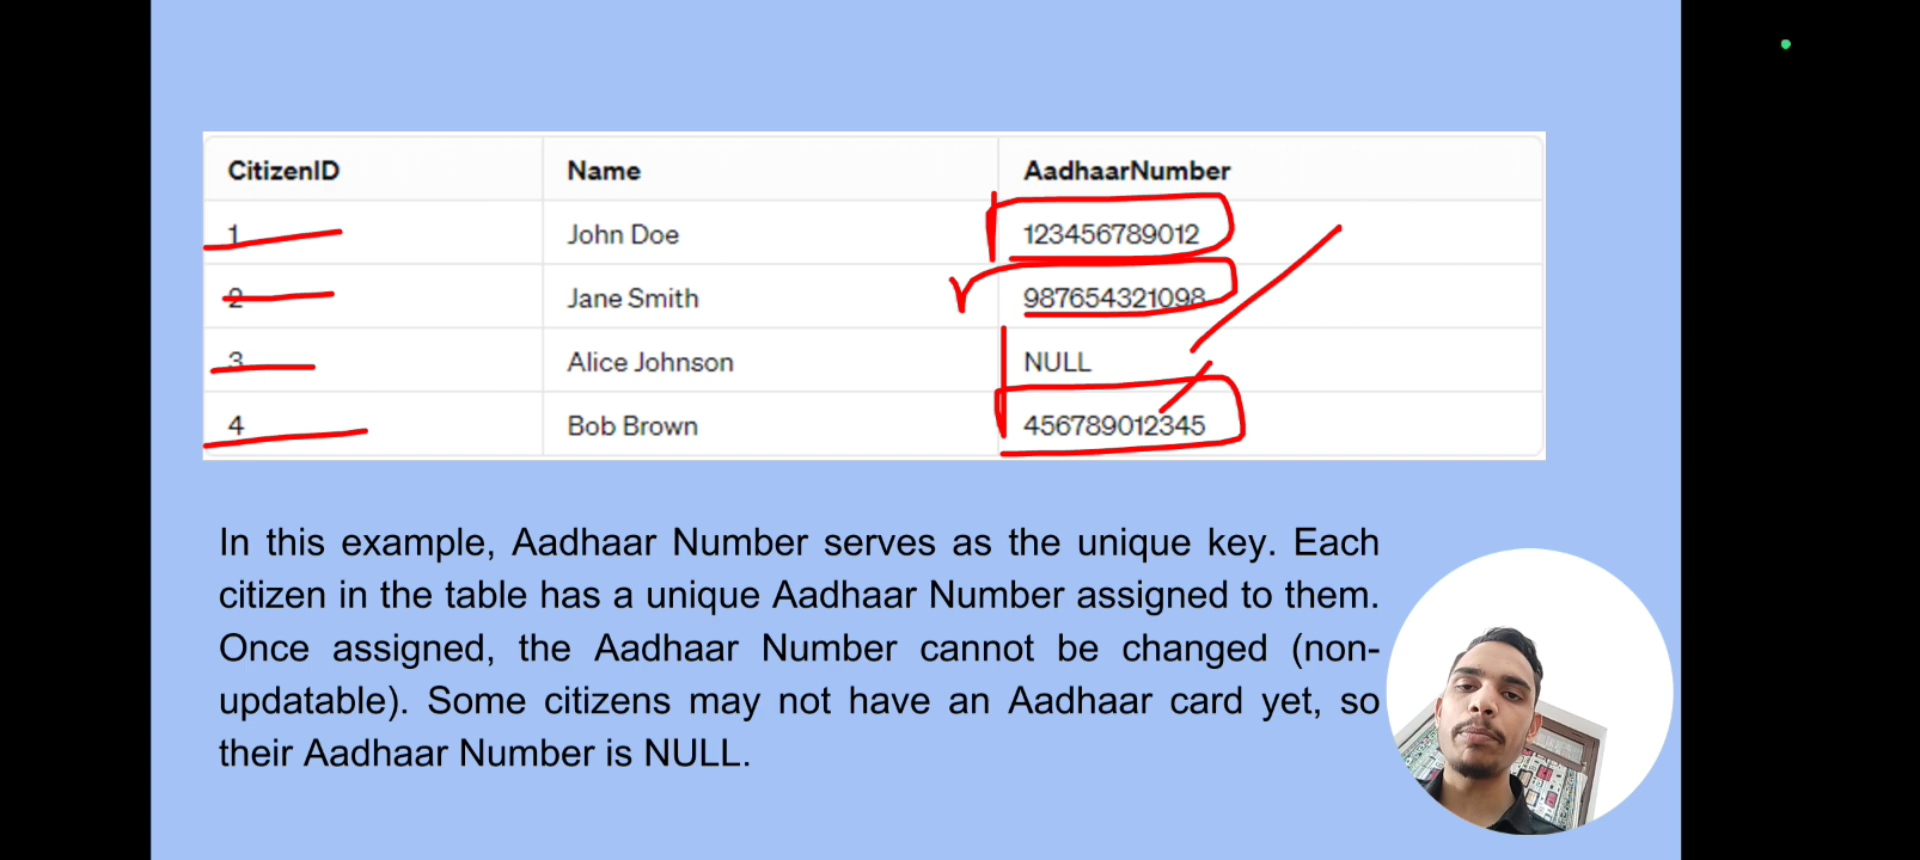 CitizenID Name AadhaarNumber
1 John Doe 123456789012
2 Jane Smith 987654321098
3 Alice Johnson NULL
4 Bob Brown 456789012345
In this example, Aadhaar Number serves as the unique key. Each
citizen in the table has a unique Aadhaar Number assigned to them.
Once assigned, the Aadhaar Number cannot be changed (non-
updatable). Some citizens may not have an Aadhaar card yet, so
their Aadhaar Number is NULL.